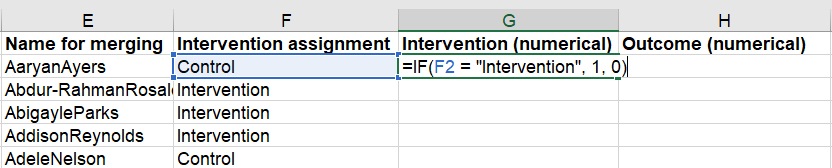 E F G H
Name for merging Intervention assignment Intervention (numerical) Outcome (numerical)
AaryanAyers Control =IF(F2 = "Intervention", 1, 0)
Abdur-RahmanRosal Intervention
AbigayleParks Intervention
AddisonReynolds Intervention
AdeleNelson Control